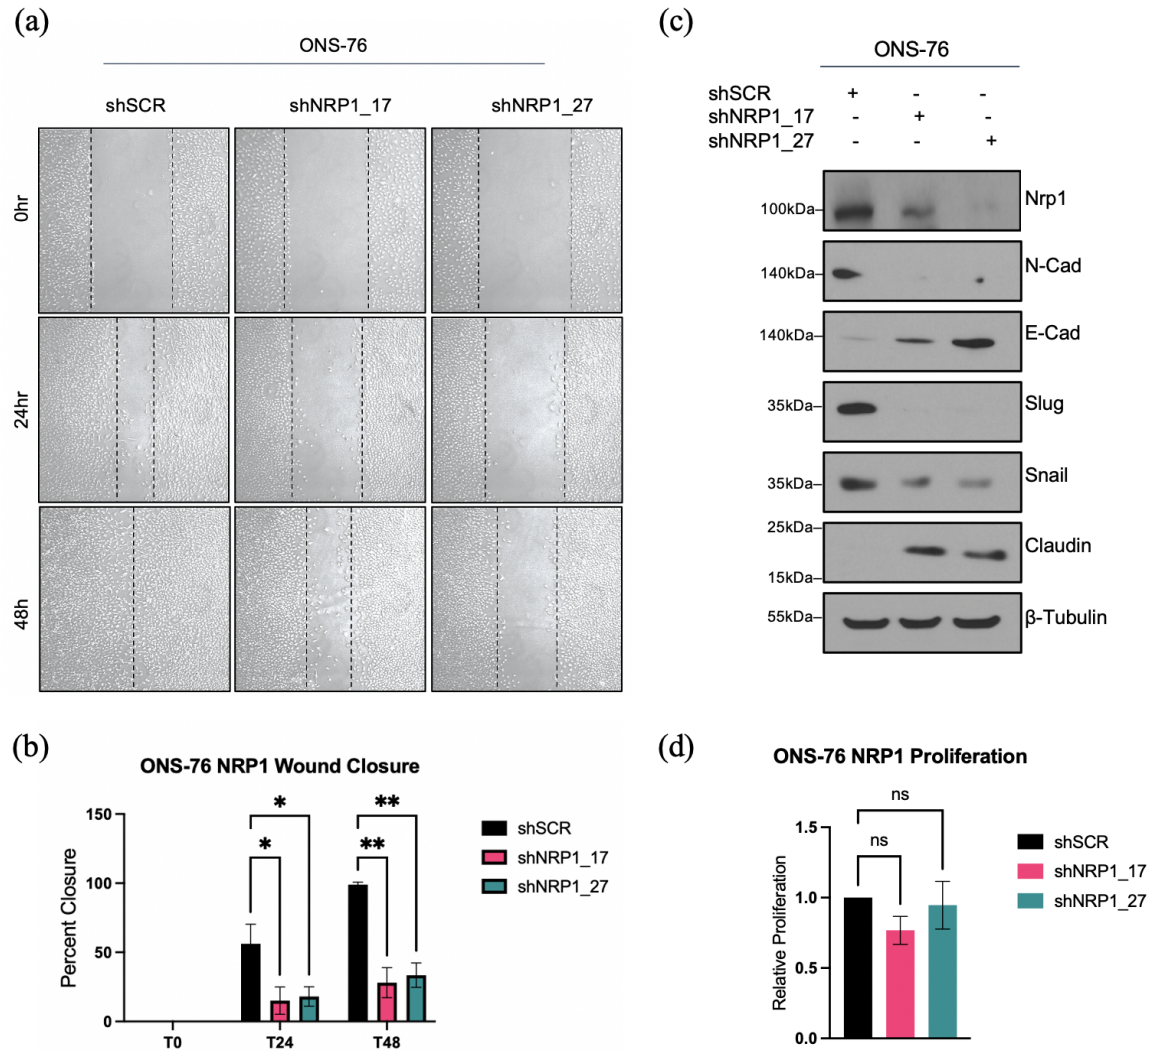 (a)
ONS-76
shSCR
shNRP1_17
shNRP1_27
0hr
24hr
48h
(b)
ONS-76 NRP1 Wound Closure
Percent Closure
150
100
50
0
T0
T24
T48
*
*
**
**
shSCR
shNRP1_17
shNRP1_27
(c)
ONS-76
shSCR + - -
shNRP1_17 - + -
shNRP1_27 - - +
100kDa
Nrp1
140kDa
N-Cad
140kDa
E-Cad
35kDa
Slug
35kDa
Snail
25kDa
Claudin
15kDa
55kDa
β-Tubulin
(d)
ONS-76 NRP1 Proliferation
Relative Proliferation
1.5
1.0
0.5
0.0
ns
ns
shSCR
shNRP1_17
shNRP1_27